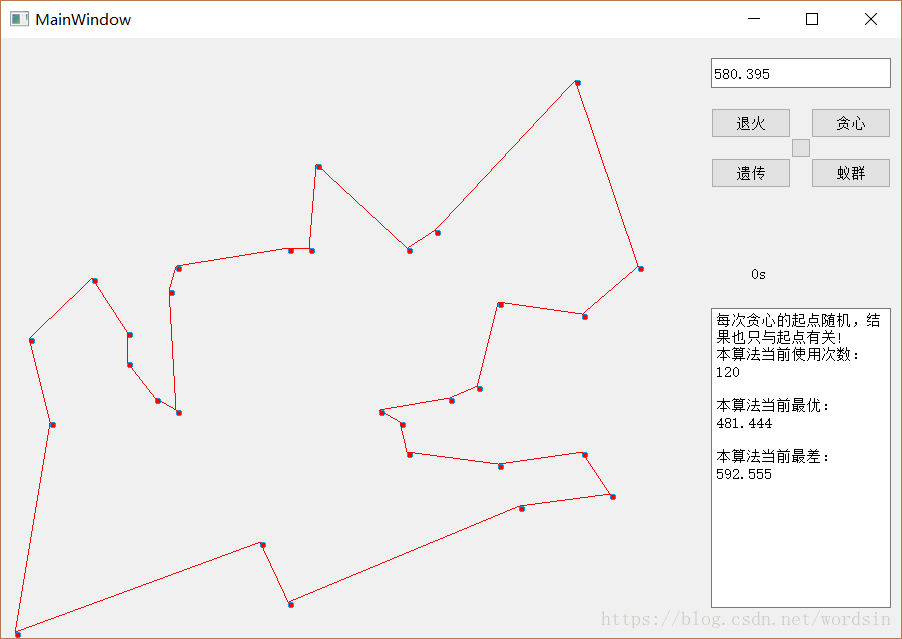 MainWindow
580.395
退火
贪心
遗传
蚁群
0s
每次贪心的起点随机，结
果也只与起点有关!
本算法当前使用次数：
120
本算法当前最优：
481.444
本算法当前最差：
592.555
https://blog.csdn.net/wordsin